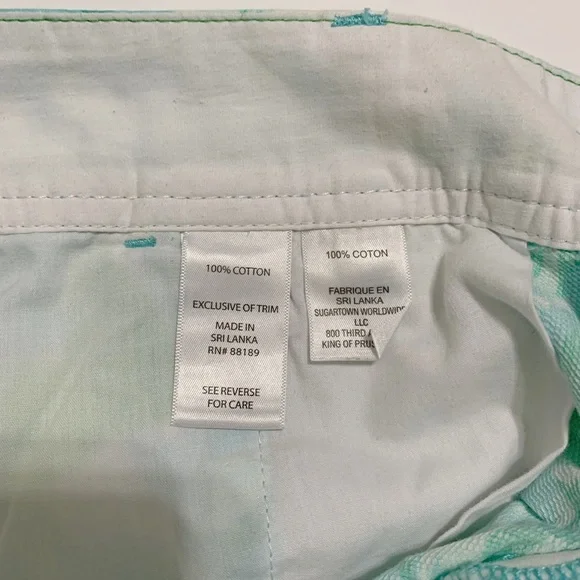 100% COTTON
EXCLUSIVE OF TRIM
MADE IN
SRI LANKA
RN# 88189
SEE REVERSE
FOR CARE
100% COTON
FABRIQUE EN
SRI LANKA
SUGARTOWN WORLDWIDE
LLC
800 THIRD
KING OF